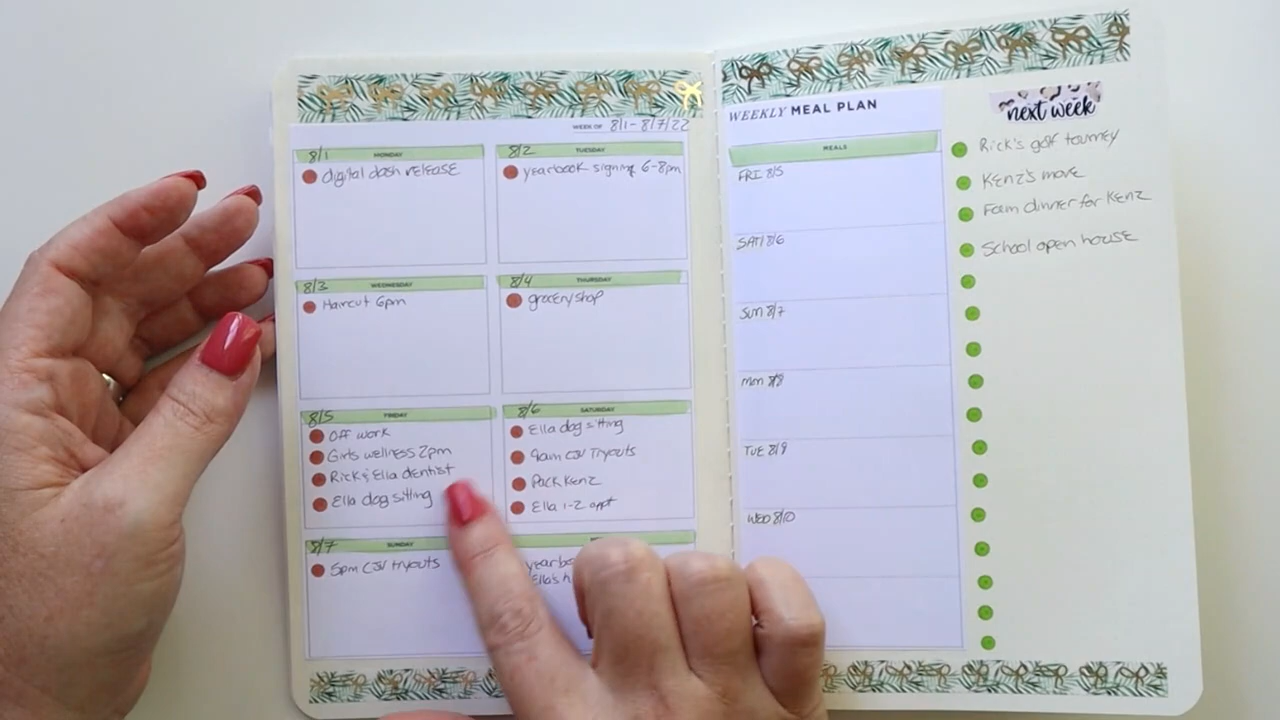 WEEK OF 8/1-8/7/22
8/1 MONDAY
digital dash release
8/2 TUESDAY
yearbook signing 6-8pm
8/3 WEDNESDAY
Haircut 6pm
8/4 THURSDAY
grocery shop
8/5 FRIDAY
Off work
Girls wellness 2pm
Rick & Ella dentist
Ella dog sitting
8/6 SATURDAY
Ella dog sitting
9am CSV Tryouts
Pack Kenz
Ella 1-2 appt
8/7 SUNDAY
5pm CSV tryouts
Ella's
WEEKLY MEAL PLAN
MEALS
FRI 8/5
SAT 8/6
SUN 8/7
MON 8/8
TUE 8/9
WED 8/10
next week
Rick's golf tourney
Kenz's move
Fam dinner for Kenz
School open house